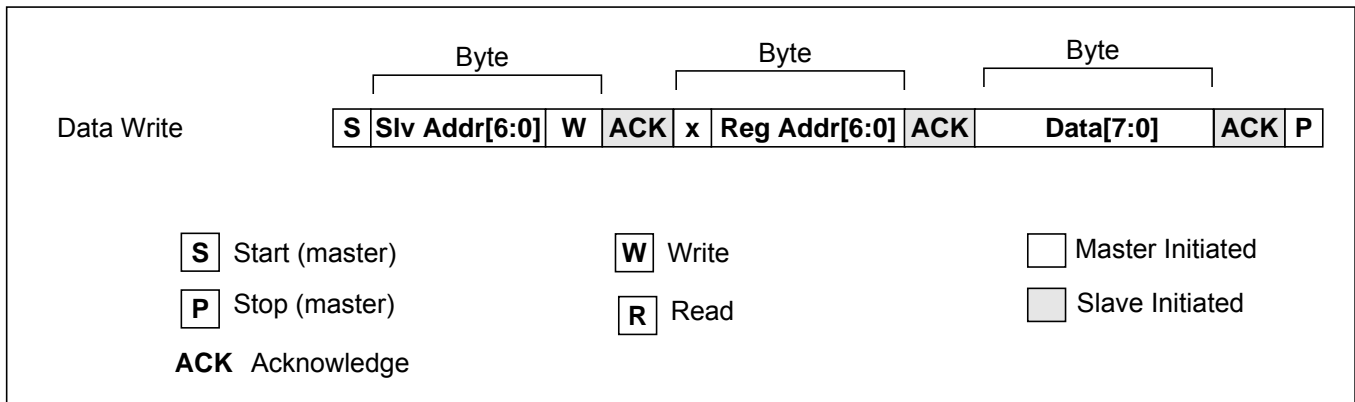 Byte Byte Byte
Data Write S Slv Addr[6:0] W ACK x Reg Addr[6:0] ACK Data[7:0] ACK P
S Start (master) W Write Master Initiated
P Stop (master) R Read Slave Initiated
ACK Acknowledge